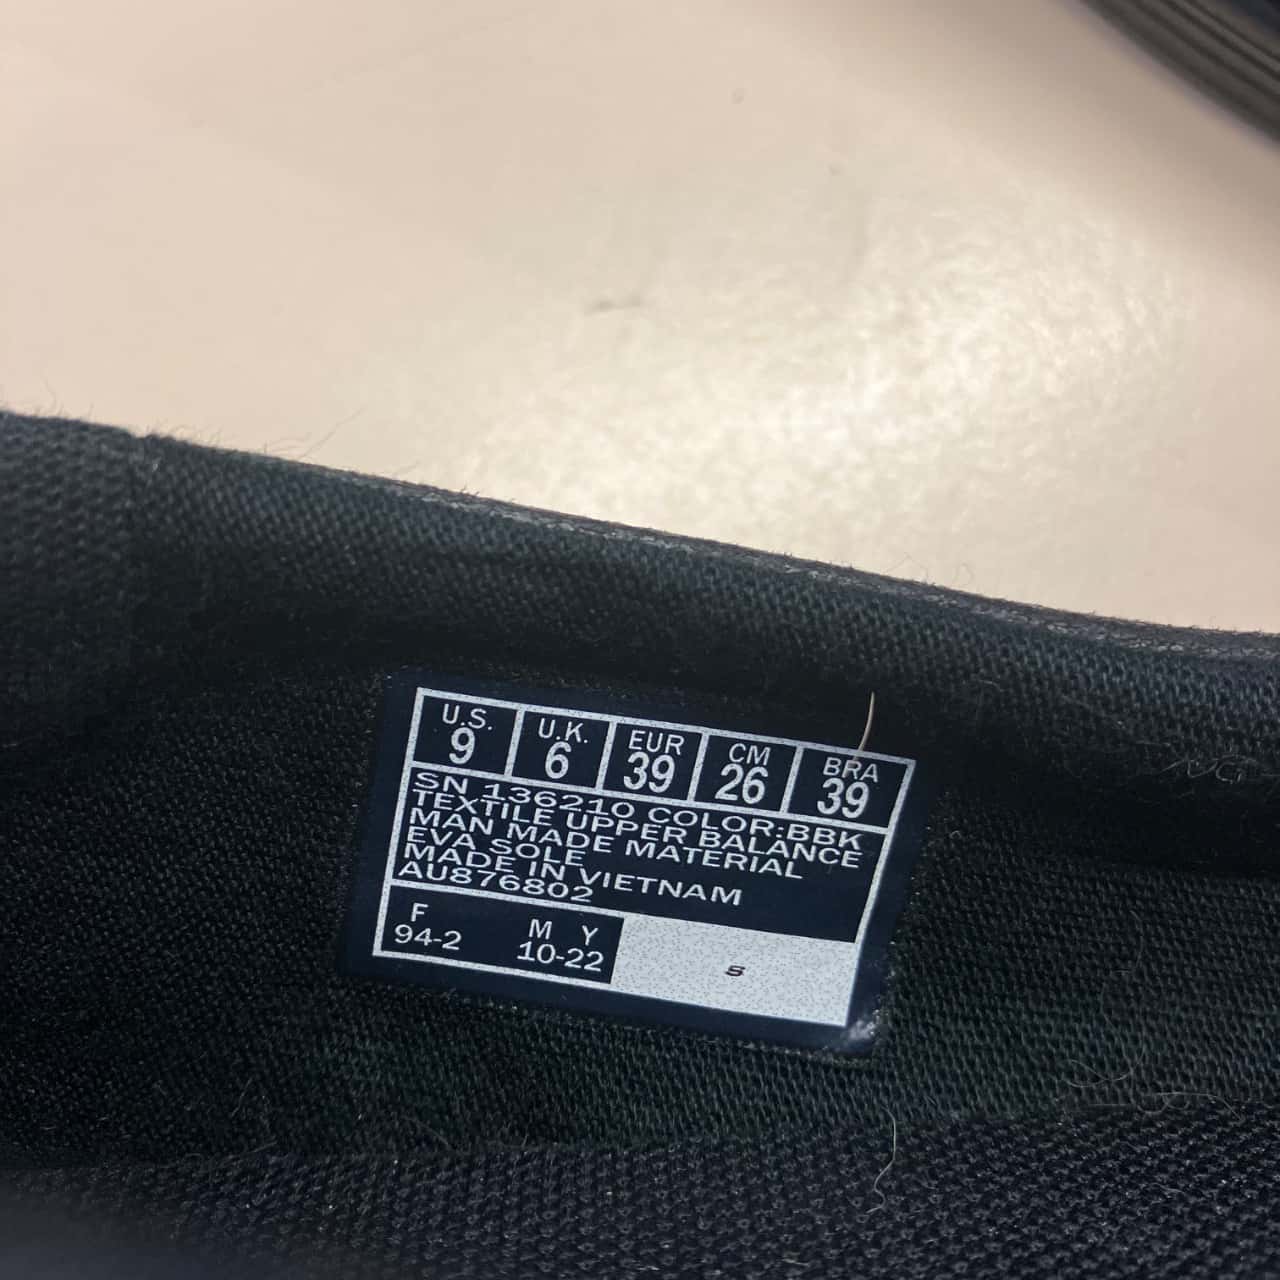 U.S. U.K. EUR CM BRA
9 6 39 26 39
SN 136210 COLOR:BBK
TEXTILE UPPER BALANCE
MAN MADE MATERIAL
EVA SOLE
MADE IN VIETNAM
AU876802
F M Y
94-2 10-22
s